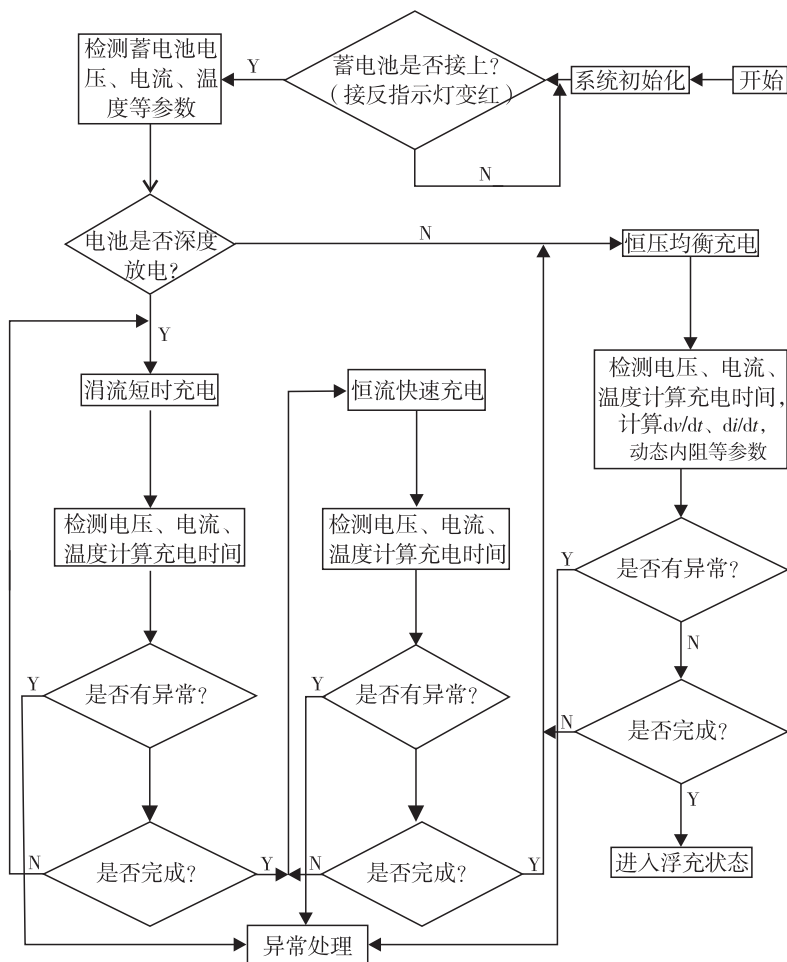 开始
系统初始化
蓄电池是否接上?
(接反指示灯变红)
N
Y
检测蓄电池电
压、电流、温
度等参数
电池是否深度
放电?
N
Y
涓流短时充电
检测电压、电流、
温度计算充电时间
是否有异常?
Y
是否完成?
N
Y
恒流快速充电
检测电压、电流、
温度计算充电时间
是否有异常?
Y
是否完成?
N
Y
恒压均衡充电
检测电压、电流、
温度计算充电时间,
计算dv/dt、di/dt,
动态内阻等参数
是否有异常?
Y
N
是否完成?
N
Y
进入浮充状态
异常处理